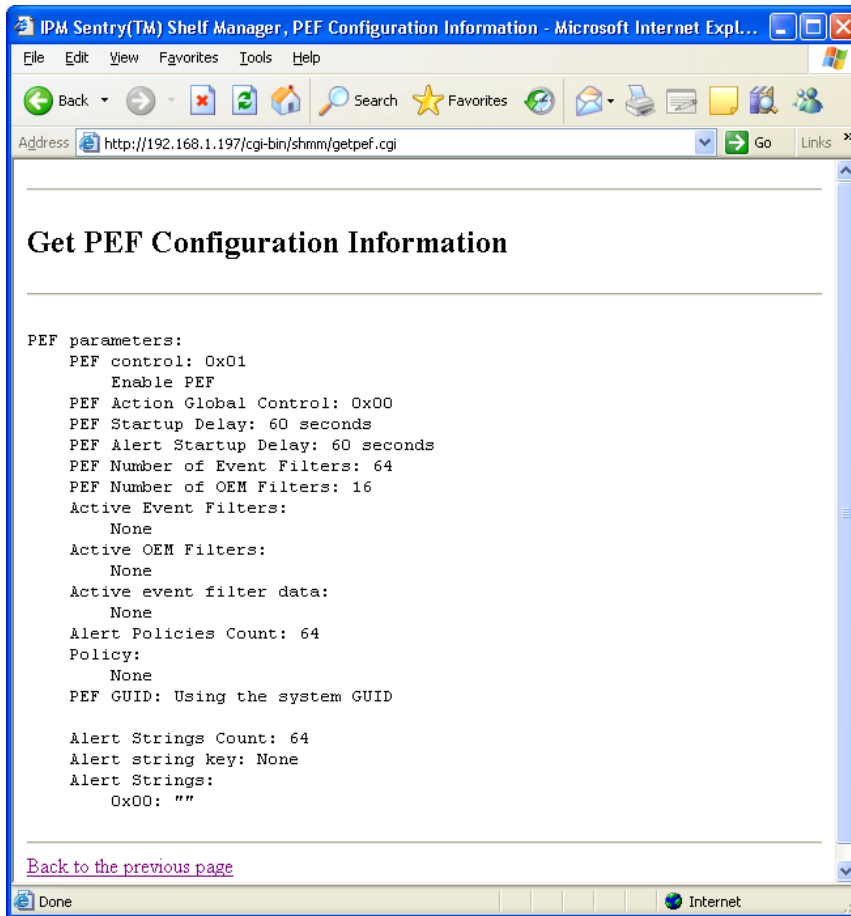 IPM Sentry(TM) Shelf Manager, PEF Configuration Information - Microsoft Internet Expl...
File Edit View Favorites Tools Help
Back Search Favorites
Address http://192.168.1.197/cgi-bin/shmm/getpef.cgi Go Links »
Get PEF Configuration Information
PEF parameters:
PEF control: 0x01
Enable PEF
PEF Action Global Control: 0x00
PEF Startup Delay: 60 seconds
PEF Alert Startup Delay: 60 seconds
PEF Number of Event Filters: 64
PEF Number of OEM Filters: 16
Active Event Filters:
None
Active OEM Filters:
None
Active event filter data:
None
Alert Policies Count: 64
Policy:
None
PEF GUID: Using the system GUID
Alert Strings Count: 64
Alert string key: None
Alert Strings:
0x00: ""
Back to the previous page
Done Internet